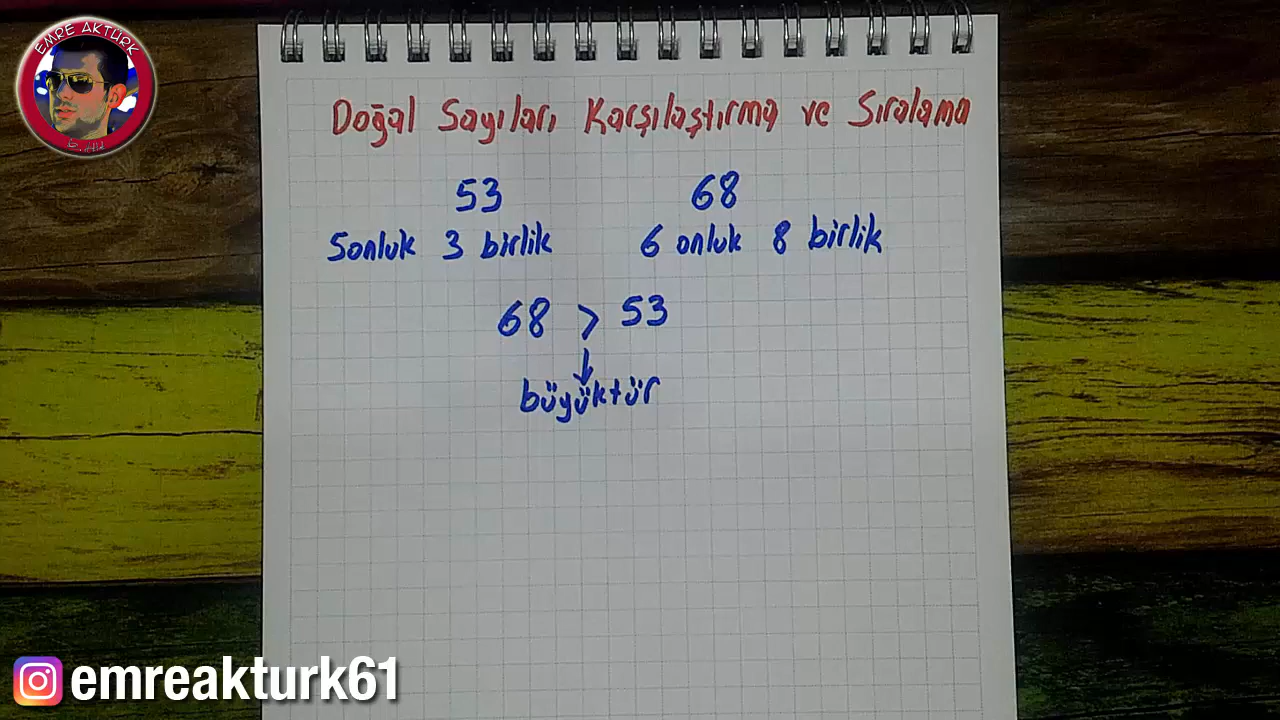 EMRE AKTÜRK
Doğal Sayıları Karşılaştırma ve Sıralama
53 68
5onluk 3 birlik 6 onluk 8 birlik
68 > 53
büyüktür
emreakturk61